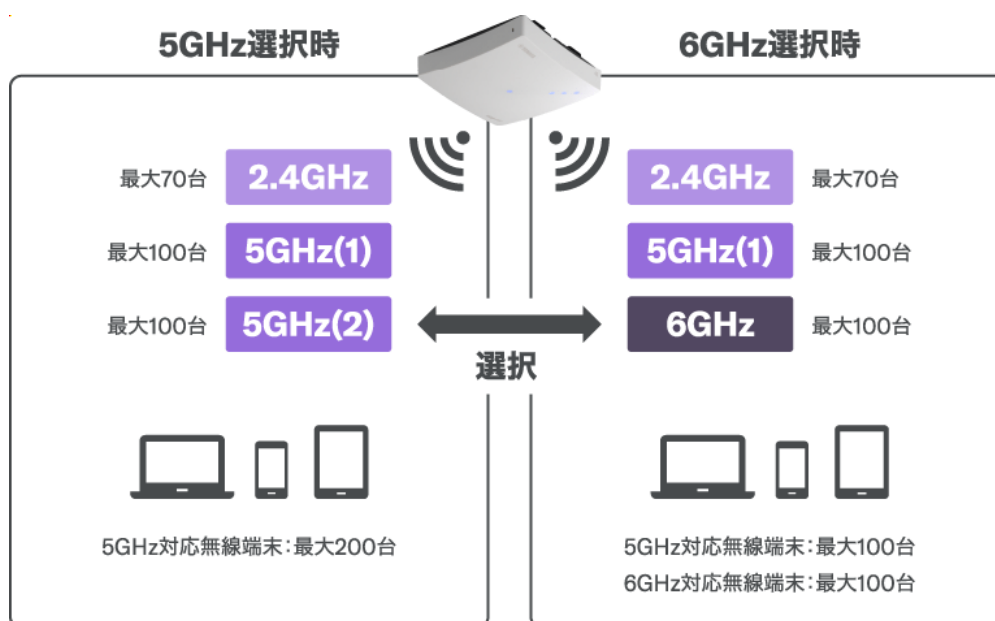 5GHz選択時
6GHz選択時
最大70台 2.4GHz
最大100台 5GHz(1)
最大100台 5GHz(2)
2.4GHz 最大70台
5GHz(1) 最大100台
6GHz 最大100台
選択
5GHz対応無線端末:最大200台
5GHz対応無線端末:最大100台
6GHz対応無線端末:最大100台